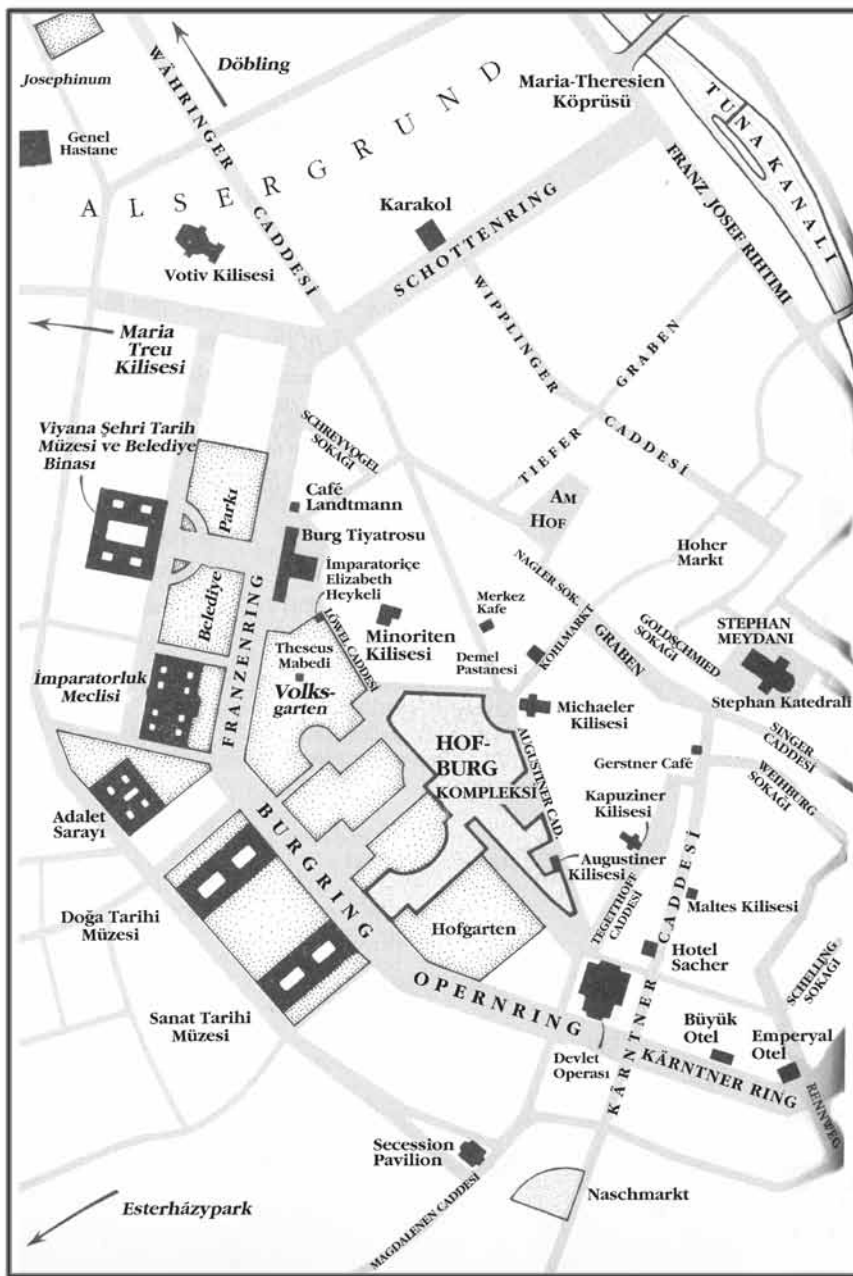 Josephinum
Döbling
WÄHRINGER CADDESİ
Maria-Theresien
Köprüsü
TUNA KANALI
Genel
Hastane
ALSERGRUND
FRANZ JOSEF RIHTIMI
Karakol
SCHOTTENRING
Votiv Kilisesi
WIPPLINGER CADDESİ
Maria
Treu
Kilisesi
TIEFER GRABEN
Viyana Şehri Tarih
Müzesi ve Belediye
Binası
SCHREYVOGEL
SOKAĞI
Belediye Parkı
Café
Landtmann
AM
HOF
Burg Tiyatrosu
Hoher
Markt
İmparatoriçe
Elizabeth
Heykeli
NAGLER SOK.
Merkez
Kafe
KOHLMARKT
GRABEN
GOLDSCHMIED
SOKAĞI
STEPHAN
MEYDANI
FRANZENRING
LÖWEL CADDESİ
Minoriten
Kilisesi
Theseus
Mabedi
Demel
Pastanesi
İmparatorluk
Meclisi
Volks-
garten
Michaeler
Kilisesi
Stephan Katedrali
HOF-
BURG
KOMPLEKSİ
AUGUSTINER CAD.
SINGER
CADDESİ
Gerstner Café
WEIHBURG
SOKAĞI
Adalet
Sarayı
BURGRING
Kapuziner
Kilisesi
Augustiner
Kilisesi
TEGETTHOFF
CADDESİ
KÄRNTNER CADDESİ
Maltes Kilisesi
Doğa Tarihi
Müzesi
Hofgarten
Hotel
Sacher
SCHELLING
SOKAĞI
OPERNRING
Sanat Tarihi
Müzesi
Büyük
Otel
Emperyal
Otel
Devlet
Operası
KÄRNTNER RING
RENNWEG
Secession
Pavilion
Naschmarkt
MAGDALENEN CADDESİ
Esterházypark